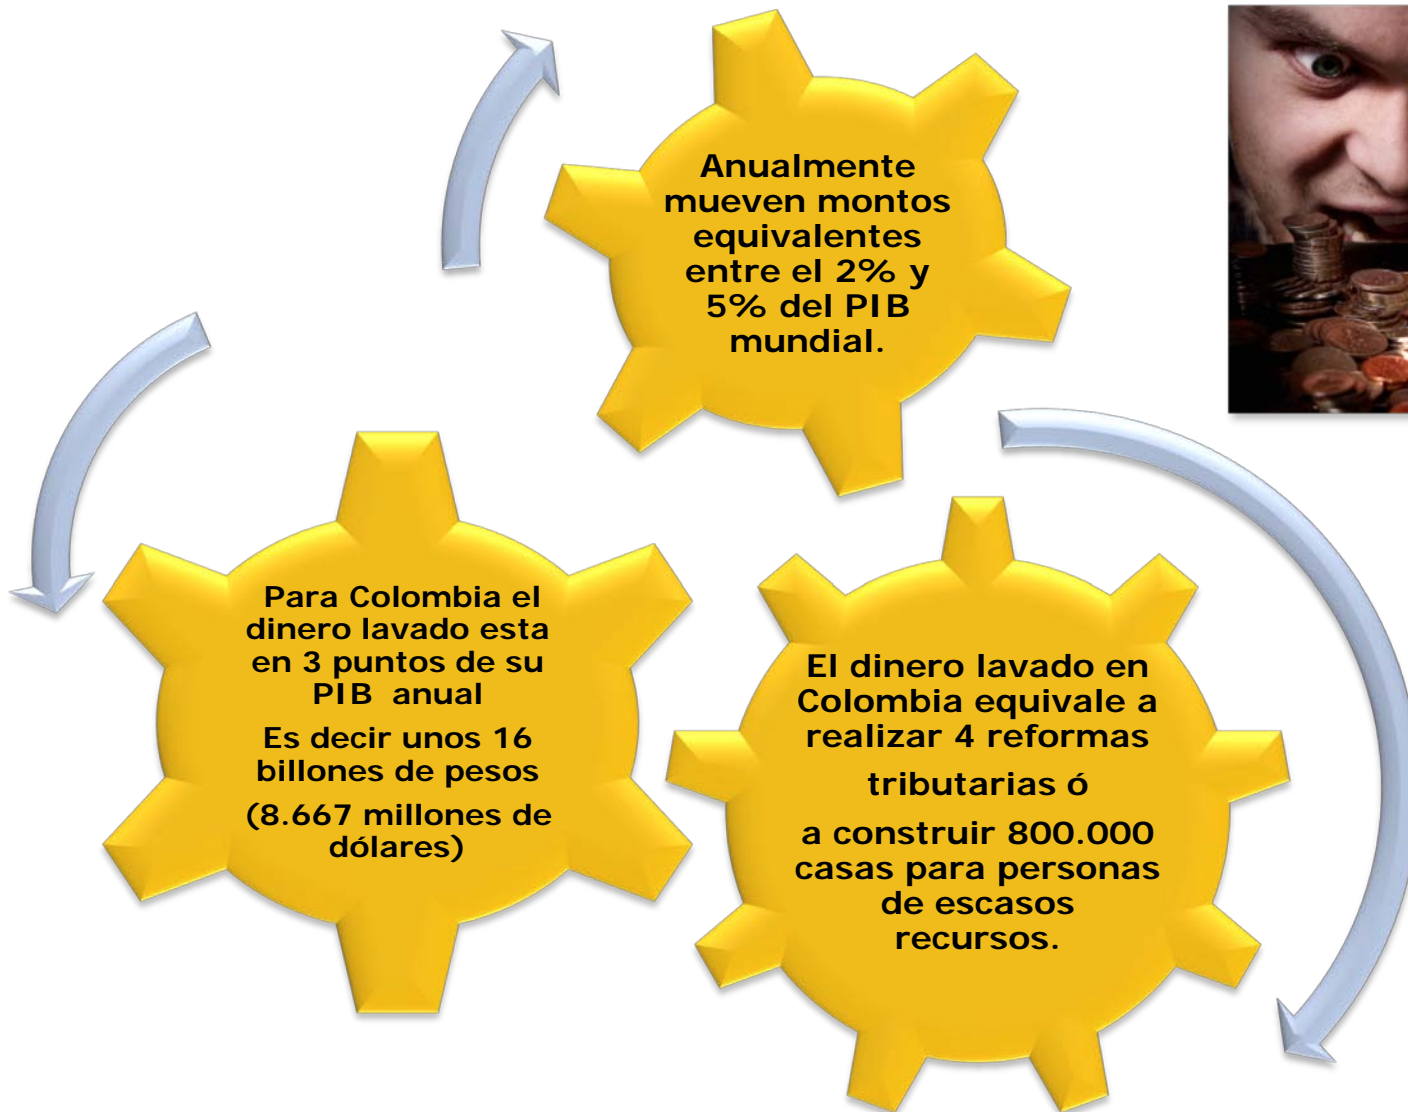 Anualmente
mueven montos
equivalentes
entre el 2% y
5% del PIB
mundial.
Para Colombia el
dinero lavado esta
en 3 puntos de su
PIB anual
Es decir unos 16
billones de pesos
(8.667 millones de
dólares)
El dinero lavado en
Colombia equivale a
realizar 4 reformas
tributarias ó
a construir 800.000
casas para personas
de escasos
recursos.